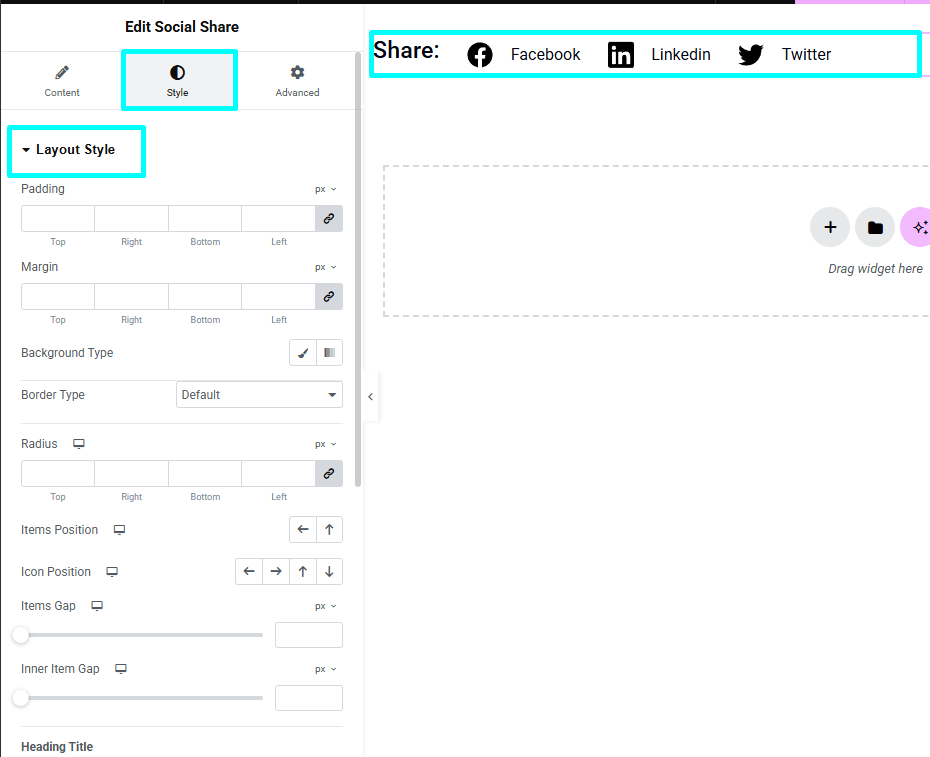 Edit Social Share
Content
Style
Advanced
Layout Style
Padding
px
Top Right Bottom Left
Margin
px
Top Right Bottom Left
Background Type
Border Type
Default
Radius
px
Top Right Bottom Left
Items Position
Icon Position
Items Gap
px
Inner Item Gap
px
Heading Title
Share: Facebook Linkedin Twitter
Drag widget here